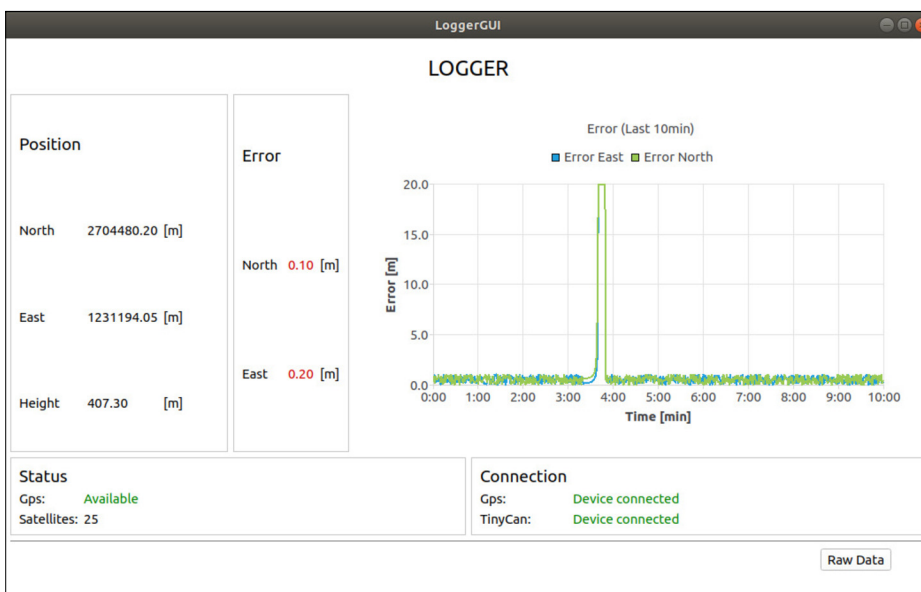 LoggerGUI
LOGGER
Position
North 2704480.20 [m]
East 1231194.05 [m]
Height 407.30 [m]
Error
North 0.10 [m]
East 0.20 [m]
Error (Last 10min)
Error East Error North
Error [m]
20.0
15.0
10.0
5.0
0.0
0:00 1:00 2:00 3:00 4:00 5:00 6:00 7:00 8:00 9:00 10:00
Time [min]
Status
Gps: Available
Satellites: 25
Connection
Gps: Device connected
TinyCan: Device connected
Raw Data